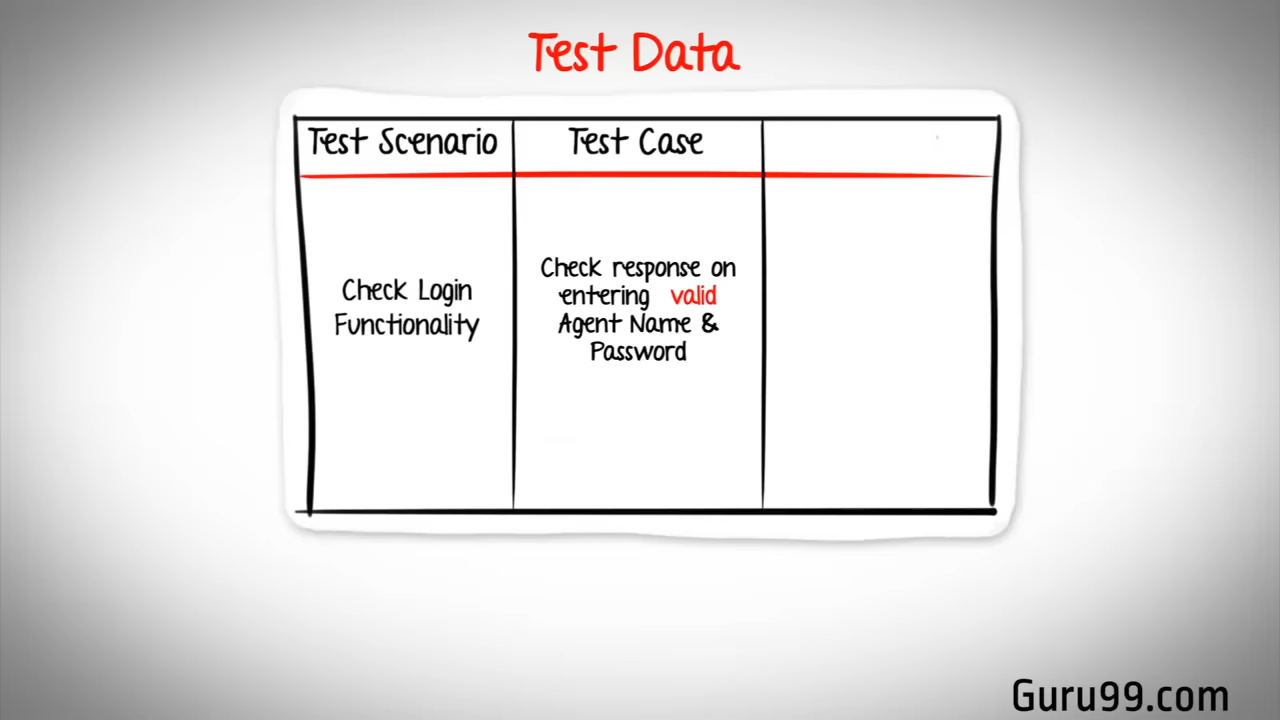 Test Data
Test Scenario
Test Case
Check Login
Functionality
Check response on
entering valid
Agent Name &
Password
Guru99.com